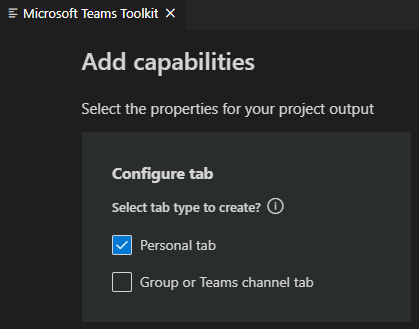 Microsoft Teams Toolkit
Add capabilities
Select the properties for your project output
Configure tab
Select tab type to create?
Personal tab
Group or Teams channel tab